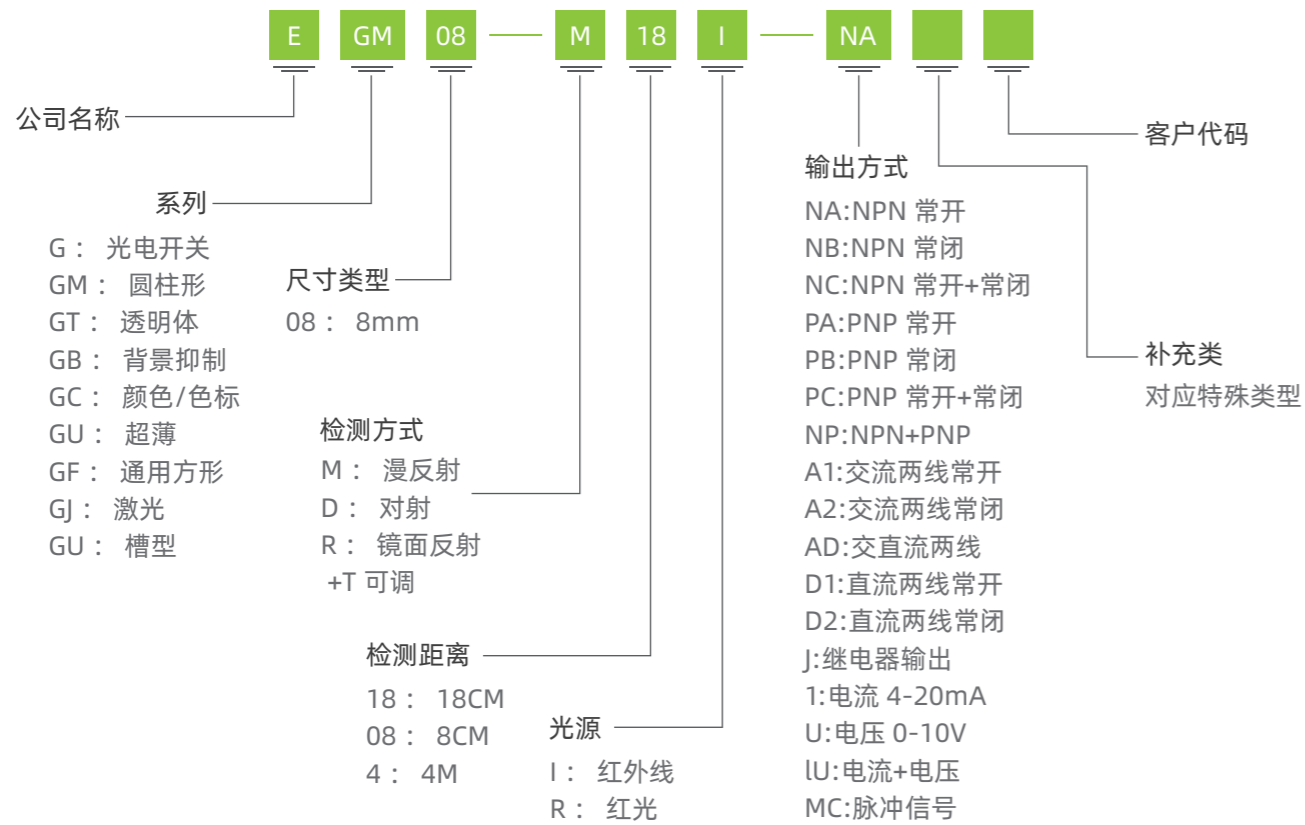 E GM 08 — M 18 I — NA
公司名称
客户代码
系列
G： 光电开关
GM： 圆柱形
GT： 透明体
GB： 背景抑制
GC： 颜色/色标
GU： 超薄
GF： 通用方形
GJ： 激光
GU： 槽型
尺寸类型
08： 8mm
检测方式
M： 漫反射
D： 对射
R： 镜面反射
+T 可调
检测距离
18： 18CM
08： 8CM
4： 4M
光源
I： 红外线
R： 红光
输出方式
NA:NPN 常开
NB:NPN 常闭
NC:NPN 常开+常闭
PA:PNP 常开
PB:PNP 常闭
PC:PNP 常开+常闭
NP:NPN+PNP
A1:交流两线常开
A2:交流两线常闭
AD:交直流两线
D1:直流两线常开
D2:直流两线常闭
J:继电器输出
1:电流 4-20mA
U:电压 0-10V
lU:电流+电压
MC:脉冲信号
补充类
对应特殊类型